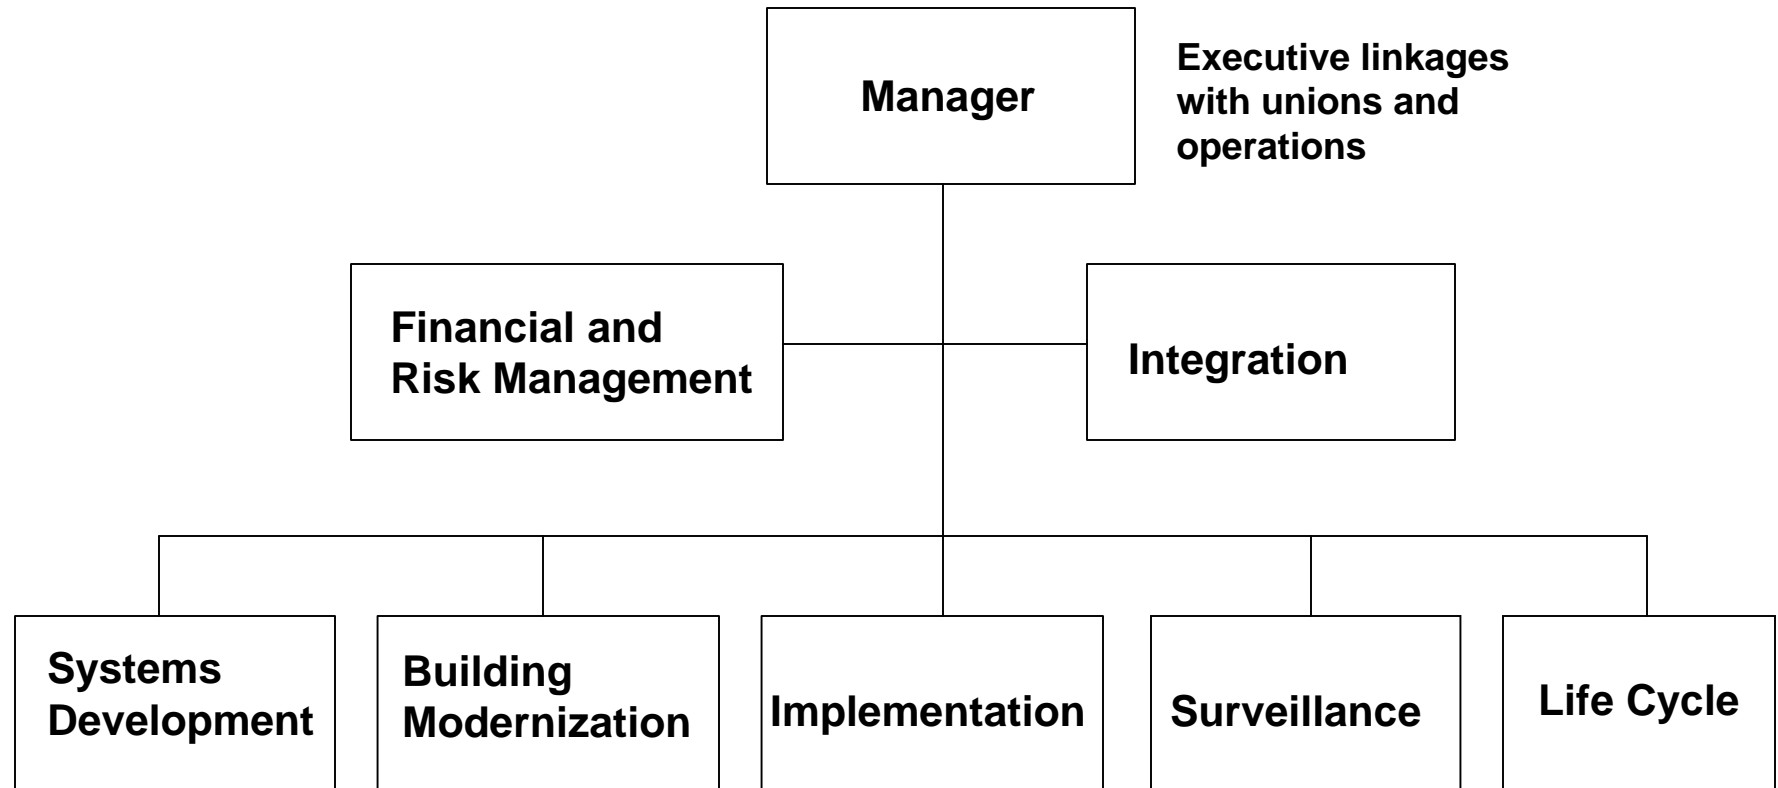 Manager
Executive linkages
with unions and
operations
Financial and
Risk Management
Integration
Systems
Development
Building
Modernization
Implementation
Surveillance
Life Cycle